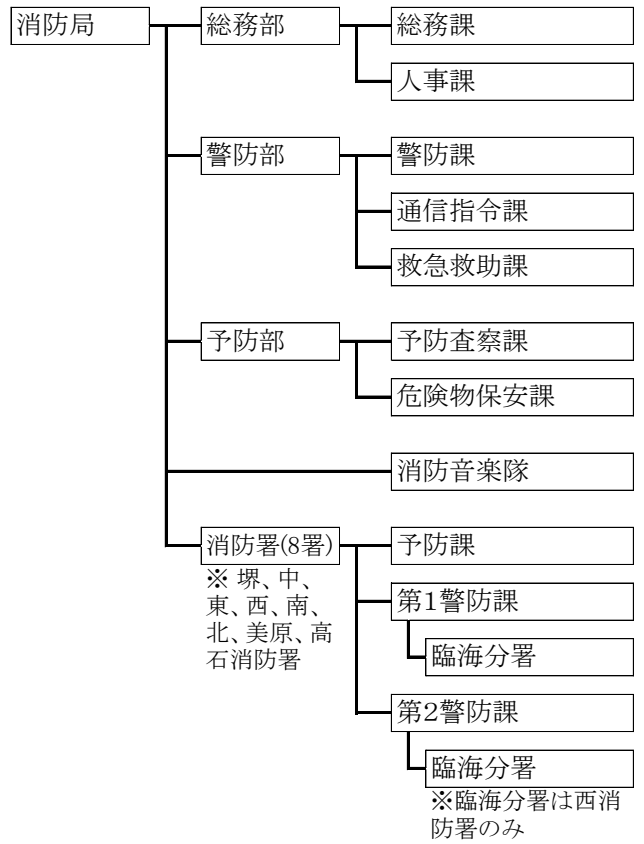 消防局
総務部
総務課
人事課
警防部
警防課
通信指令課
救急救助課
予防部
予防査察課
危険物保安課
消防音楽隊
消防署(8署)
※ 堺、中、
東、西、南、
北、美原、高
石消防署
予防課
第1警防課
臨海分署
第2警防課
臨海分署
※臨海分署は西消
防署のみ